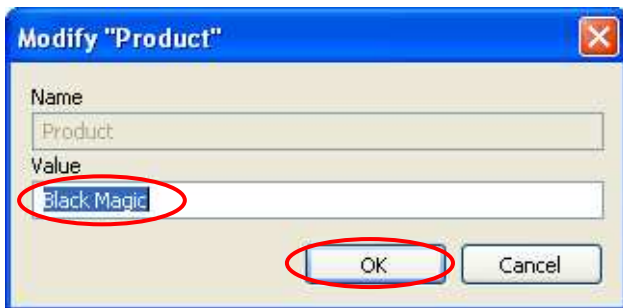 Modify "Product"
Name
Product
Value
Black Magic
OK Cancel